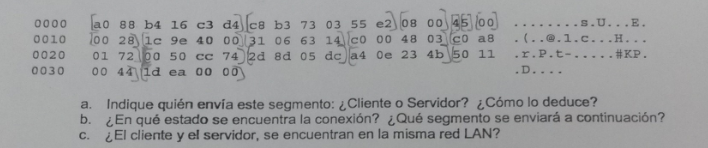 0000 a0 88 b4 16 c3 d4 c8 b3 73 03 55 e2 08 00 45 00 ........s.U...E.
0010 00 28 1c 9e 40 00 31 06 63 14 c0 00 48 03 c0 a8 .(..@.1.c...H...
0020 01 72 00 50 cc 74 2d 8d 05 dc a4 0e 23 4b 50 11 .r.P.t-.....#KP.
0030 00 44 1d ea 00 00 .D....
a. Indique quién envía este segmento: ¿Cliente o Servidor? ¿Cómo lo deduce?
b. ¿En qué estado se encuentra la conexión? ¿Qué segmento se enviará a continuación?
c. ¿El cliente y el servidor, se encuentran en la misma red LAN?